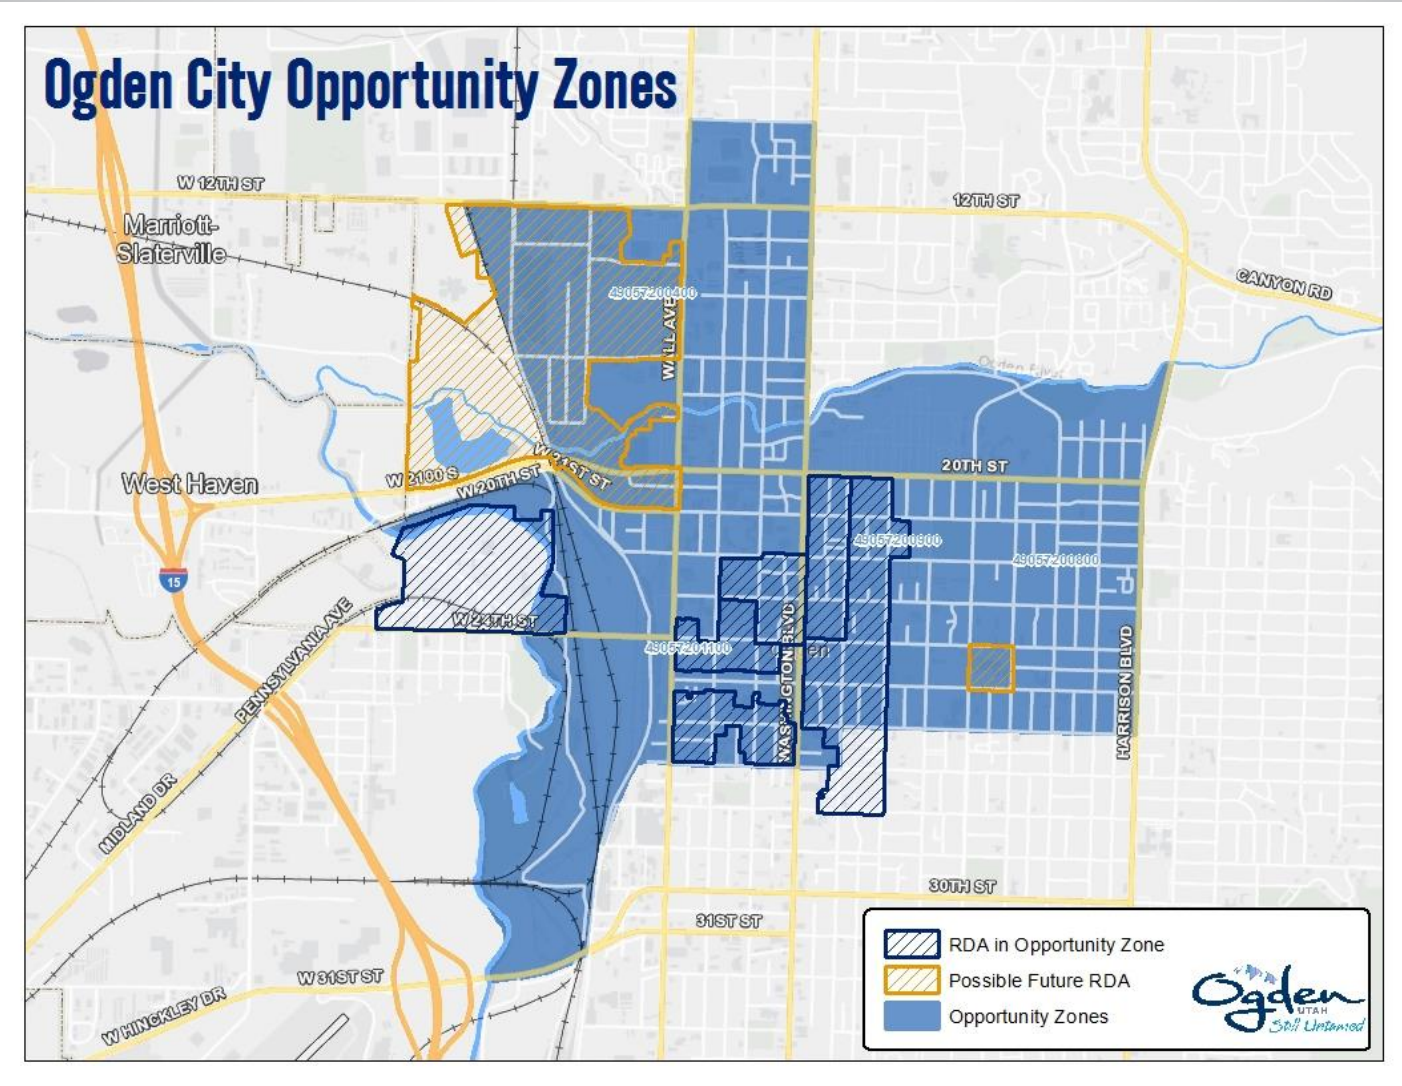 Ogden City Opportunity Zones
W 12TH ST
12TH ST
Marriott-
Slaterville
CANYON RD
49057200400
WALL AVE
Ogden River
20TH ST
W 21ST ST
W 2100 S
W 20TH ST
West Haven
49057200900
49057200800
15
PENNSYLVANIA AVE
W 24TH ST
49057201100
WASHINGTON BLVD
HARRISON BLVD
MIDLAND DR
30TH ST
31ST ST
W 31ST ST
W HINCKLEY DR
RDA in Opportunity Zone
Possible Future RDA
Opportunity Zones
Ogden
UTAH
Still Untamed